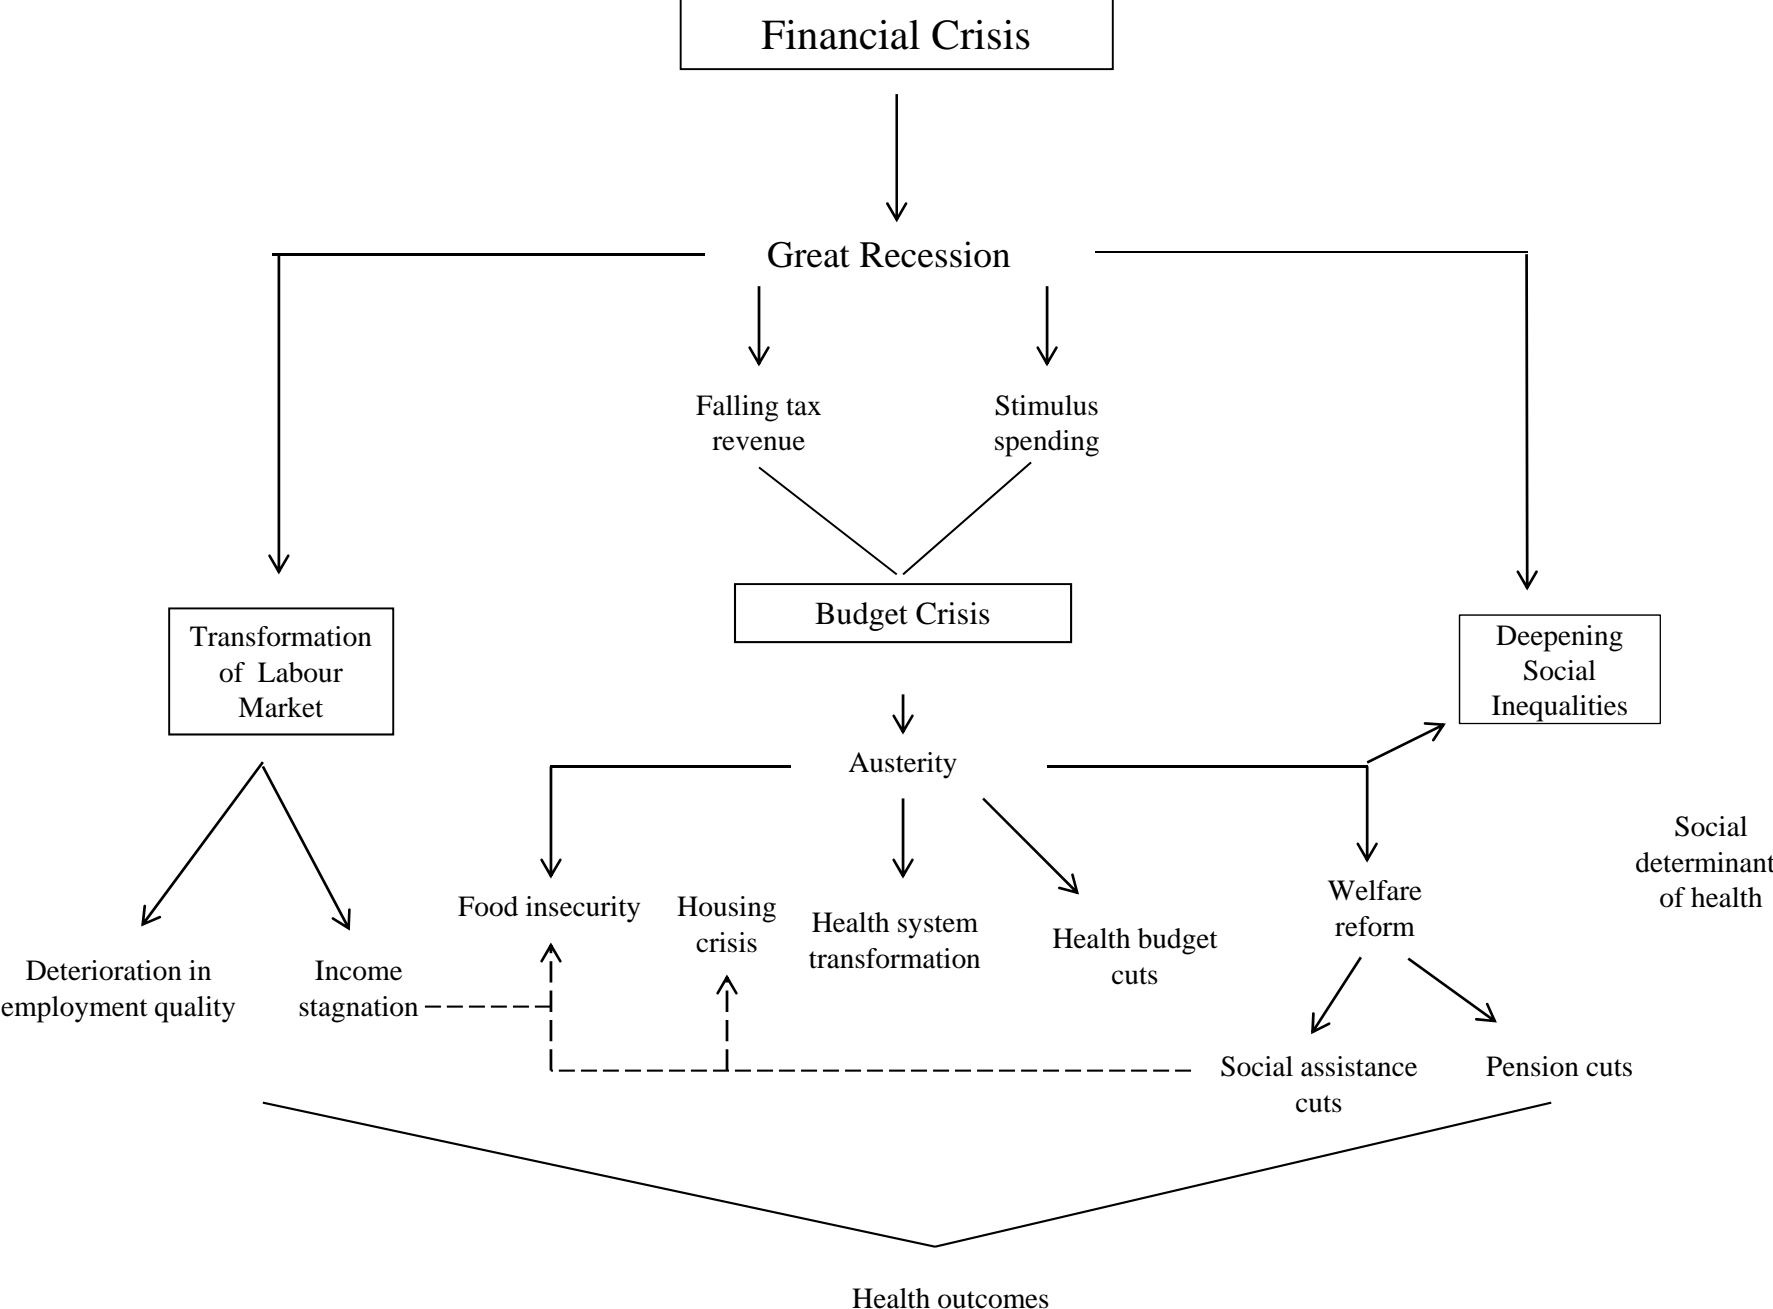 Financial Crisis
Great Recession
Falling tax
revenue
Stimulus
spending
Budget Crisis
Transformation
of Labour
Market
Deepening
Social
Inequalities
Austerity
Social
determinant
of health
Food insecurity
Housing
crisis
Health system
transformation
Health budget
cuts
Welfare
reform
Deterioration in
employment quality
Income
stagnation
Social assistance
cuts
Pension cuts
Health outcomes